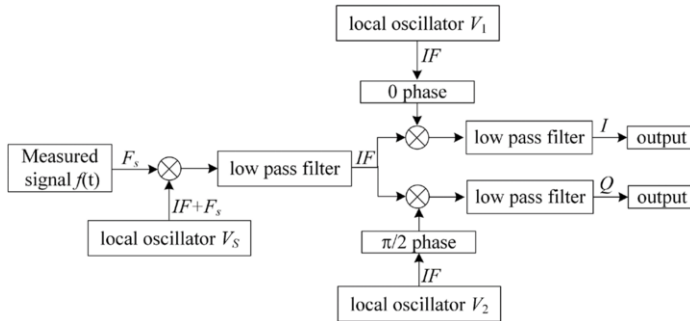 local oscillator V₁
IF
0 phase
low pass filter
I
output
Measured
signal f(t)
Fₛ
low pass filter
IF
IF+Fₛ
local oscillator V_S
low pass filter
Q
output
π/2 phase
IF
local oscillator V₂